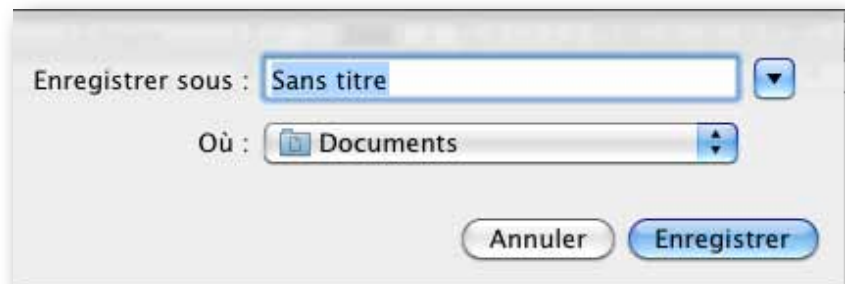 Enregistrer sous : Sans titre
Où : Documents
Annuler Enregistrer